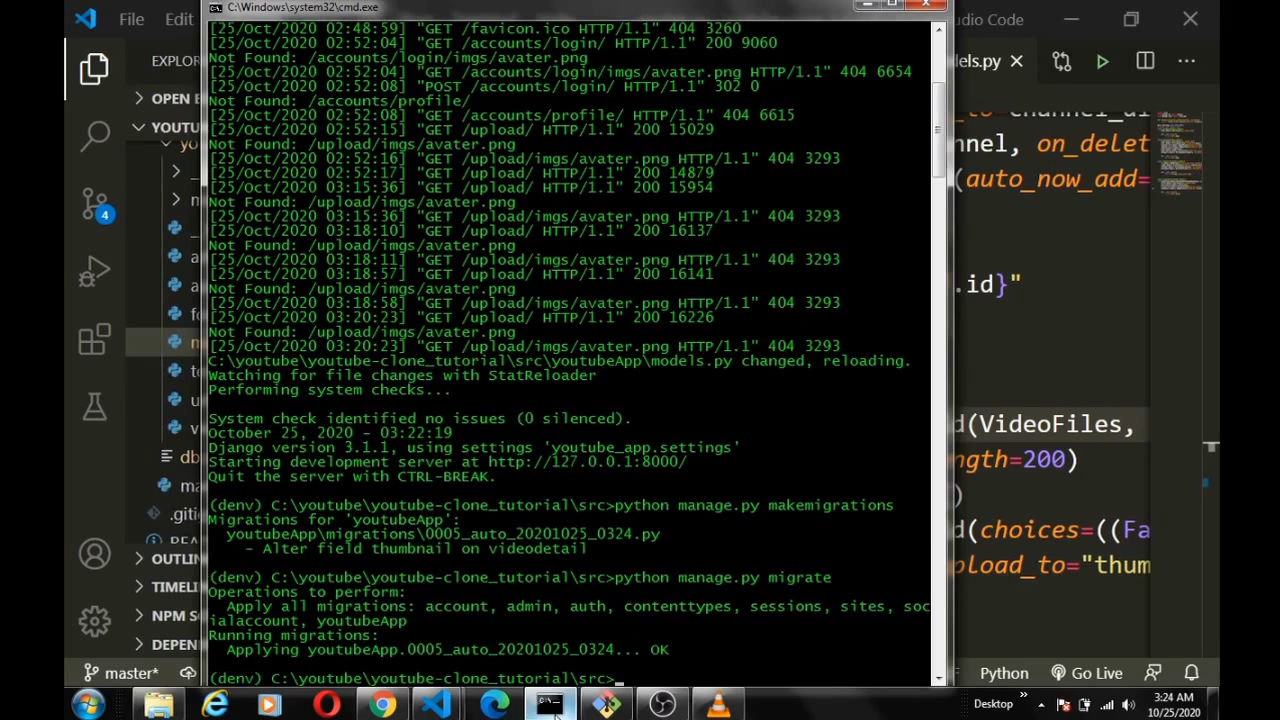 File
Edit
C:\Windows\system32\cmd.exe
dio Code
[25/Oct/2020 02:48:59] "GET /favicon.ico HTTP/1.1" 404 3260
[25/Oct/2020 02:52:04] "GET /accounts/login/ HTTP/1.1" 200 9060
Not Found: /accounts/login/imgs/avater.png
[25/Oct/2020 02:52:04] "GET /accounts/login/imgs/avater.png HTTP/1.1" 404 6654
[25/Oct/2020 02:52:08] "POST /accounts/login/ HTTP/1.1" 302 0
Not Found: /accounts/profile/
[25/Oct/2020 02:52:08] "GET /accounts/profile/ HTTP/1.1" 404 6615
[25/Oct/2020 02:52:15] "GET /upload/ HTTP/1.1" 200 15029
Not Found: /upload/imgs/avater.png
[25/Oct/2020 02:52:16] "GET /upload/imgs/avater.png HTTP/1.1" 404 3293
[25/Oct/2020 02:52:17] "GET /upload/ HTTP/1.1" 200 14879
[25/Oct/2020 03:15:36] "GET /upload/ HTTP/1.1" 200 15954
Not Found: /upload/imgs/avater.png
[25/Oct/2020 03:15:36] "GET /upload/imgs/avater.png HTTP/1.1" 404 3293
[25/Oct/2020 03:18:10] "GET /upload/ HTTP/1.1" 200 16137
Not Found: /upload/imgs/avater.png
[25/Oct/2020 03:18:11] "GET /upload/imgs/avater.png HTTP/1.1" 404 3293
[25/Oct/2020 03:18:57] "GET /upload/ HTTP/1.1" 200 16141
Not Found: /upload/imgs/avater.png
[25/Oct/2020 03:18:58] "GET /upload/imgs/avater.png HTTP/1.1" 404 3293
[25/Oct/2020 03:20:23] "GET /upload/ HTTP/1.1" 200 16226
Not Found: /upload/imgs/avater.png
[25/Oct/2020 03:20:23] "GET /upload/imgs/avater.png HTTP/1.1" 404 3293
C:\youtube\youtube-clone_tutorial\src\youtubeApp\models.py changed, reloading.
Watching for file changes with StatReloader
Performing system checks...
System check identified no issues (0 silenced).
October 25, 2020 - 03:22:19
Django version 3.1.1, using settings 'youtube_app.settings'
Starting development server at http://127.0.0.1:8000/
Quit the server with CTRL-BREAK.
(denv) C:\youtube\youtube-clone_tutorial\src>python manage.py makemigrations
Migrations for 'youtubeApp':
youtubeApp\migrations\0005_auto_20201025_0324.py
- Alter field thumbnail on videodetail
(denv) C:\youtube\youtube-clone_tutorial\src>python manage.py migrate
Operations to perform:
Apply all migrations: account, admin, auth, contenttypes, sessions, sites, soc
ialaccount, youtubeApp
Running migrations:
Applying youtubeApp.0005_auto_20201025_0324... OK
(denv) C:\youtube\youtube-clone_tutorial\src>_
EXPLOR
OPEN E
YOUTU
yo
db
ma
.giti
OUTLIN
TIMELI
NPM S
DEPEN
4
els.py
nnel, on_delet
(auto_now_add=
.id}"
d(VideoFiles,
ngth=200)
)
d(choices=((Fa
pload_to="thum
master*
Python
Go Live
Desktop
3:24 AM
10/25/2020